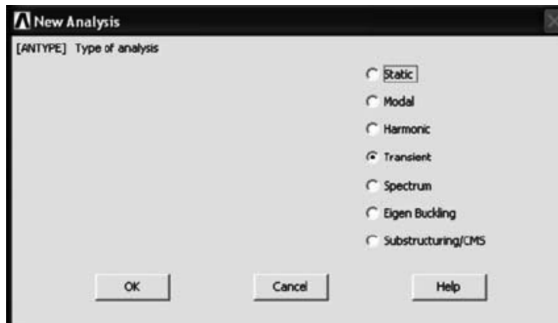 New Analysis
[ANTYPE] Type of analysis
Static
Modal
Harmonic
Transient
Spectrum
Eigen Buckling
Substructuring/CMS
OK Cancel Help